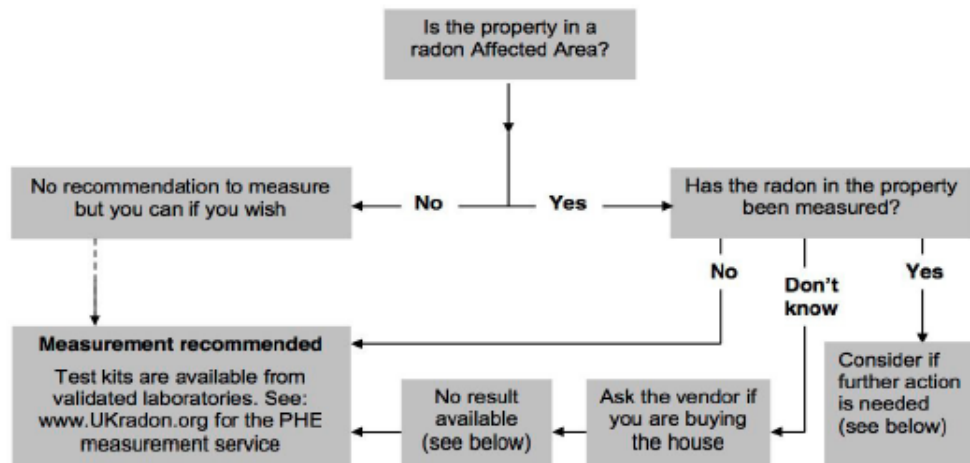 Is the property in a
radon Affected Area?
No recommendation to measure
but you can if you wish
No
Yes
Has the radon in the property
been measured?
No
Don't
know
Yes
Measurement recommended
Test kits are available from
validated laboratories. See:
www.UKradon.org for the PHE
measurement service
No result
available
(see below)
Ask the vendor if
you are buying
the house
Consider if
further action
is needed
(see below)